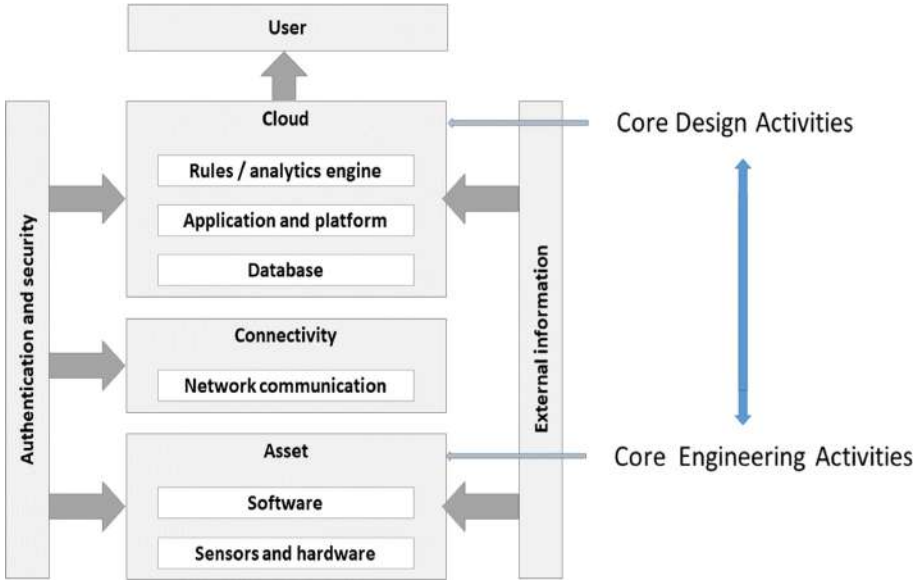 User
Cloud
Rules / analytics engine
Application and platform
Database
Connectivity
Network communication
Asset
Software
Sensors and hardware
Authentication and security
External information
Core Design Activities
Core Engineering Activities